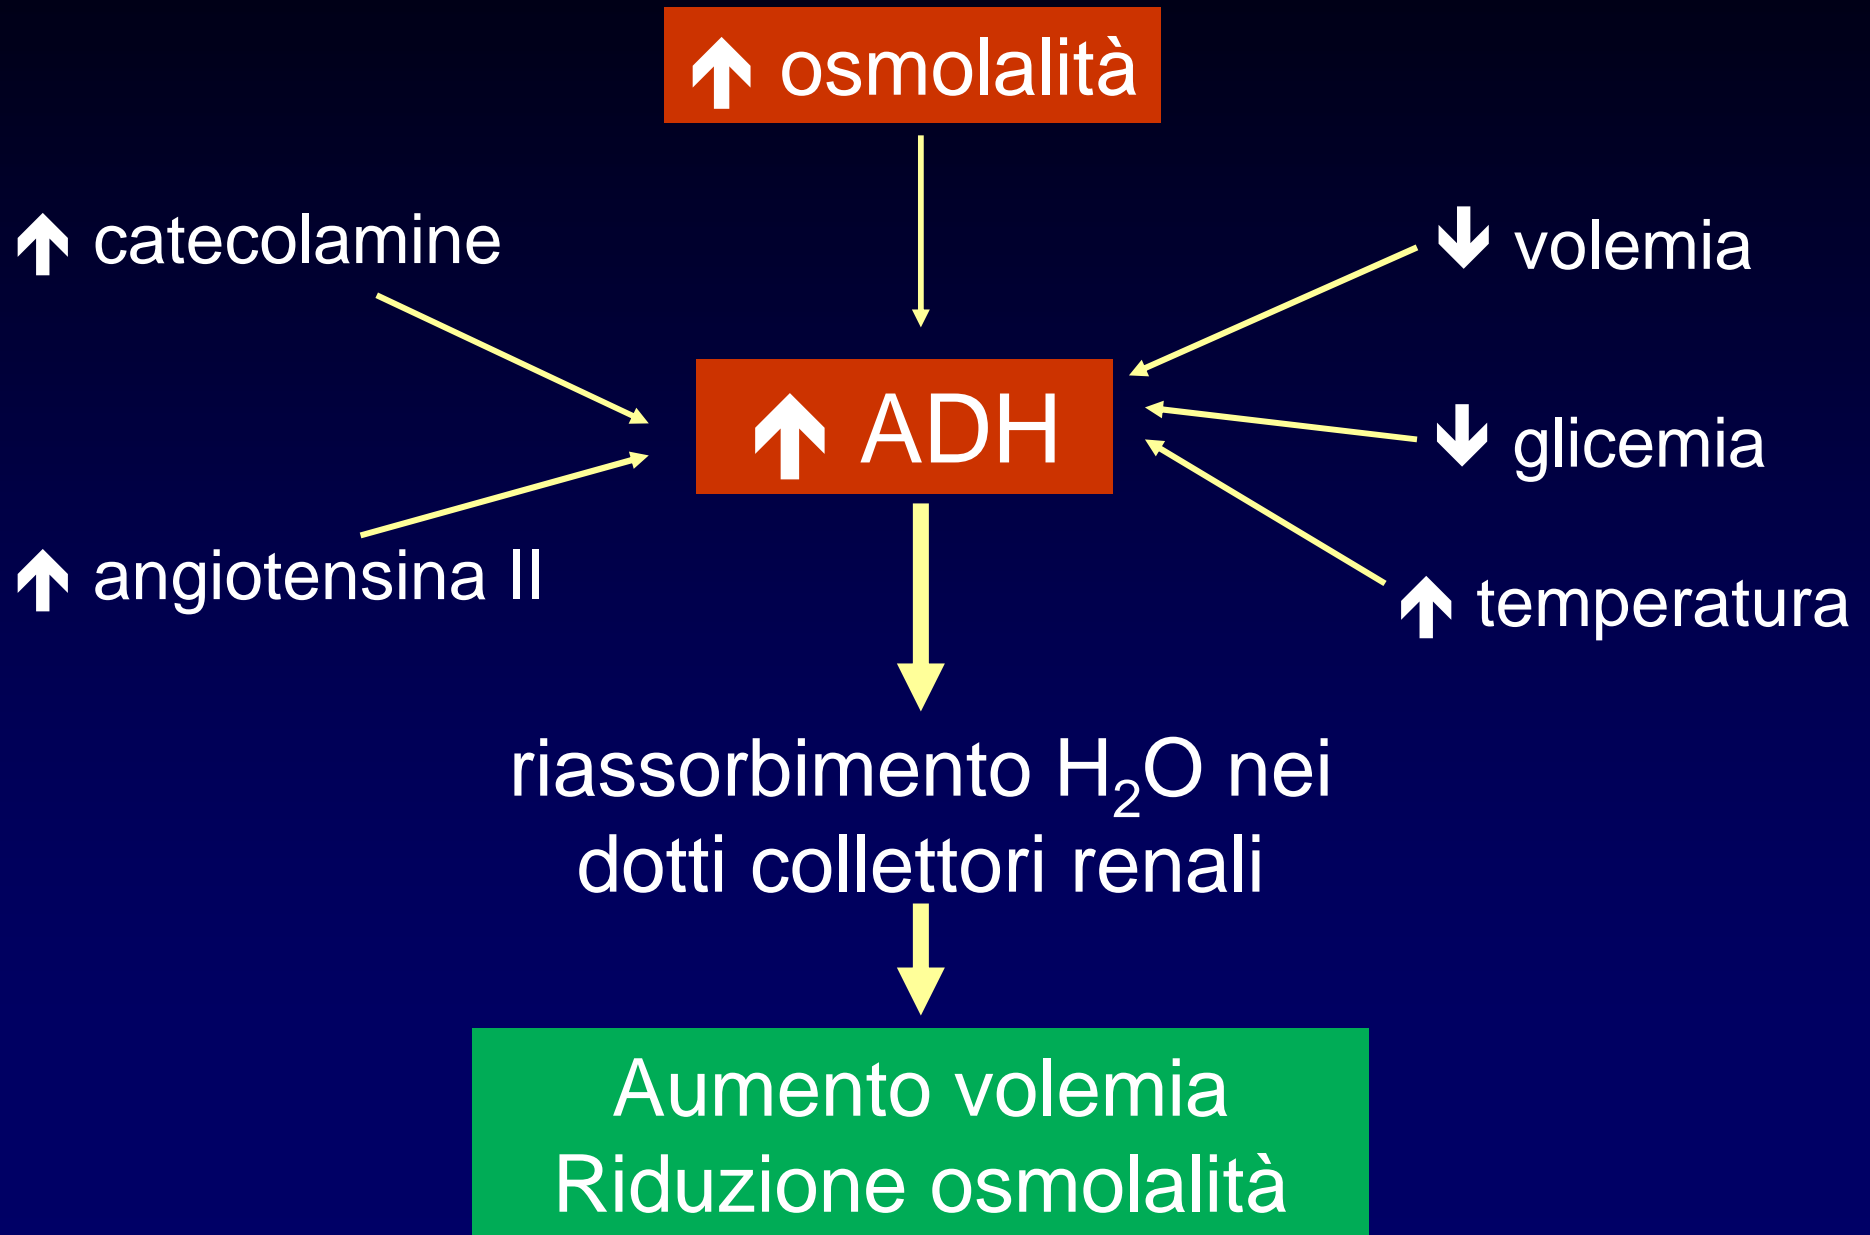 ↑ osmolalità
↑ catecolamine
↓ volemia
↑ ADH
↓ glicemia
↑ angiotensina II
↑ temperatura
riassorbimento H₂O nei
dotti collettori renali
Aumento volemia
Riduzione osmolalità